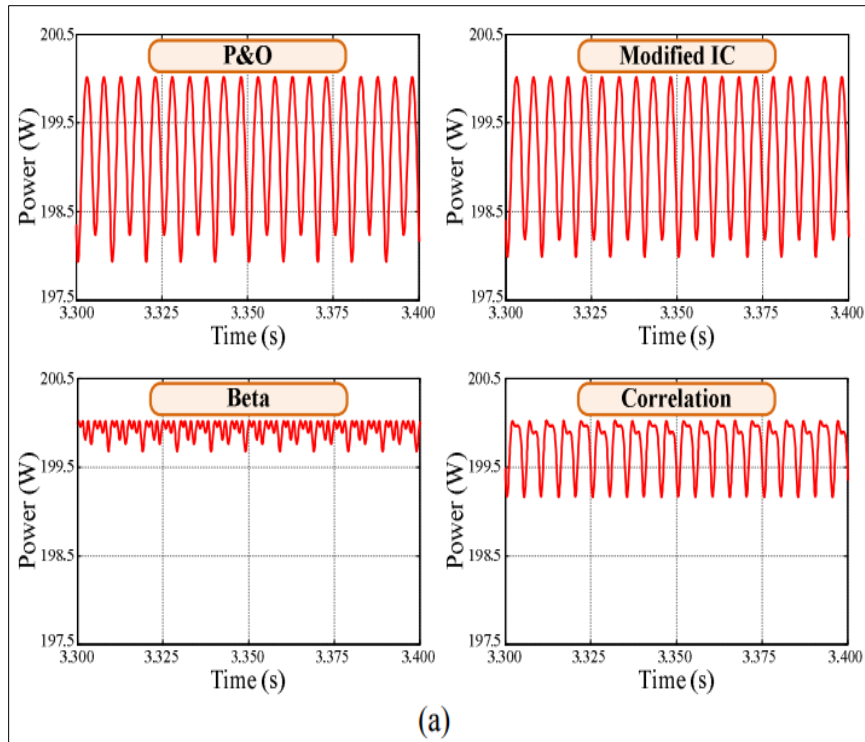 P&O
Power (W)
200.5
199.5
198.5
197.5
3.300
3.325
3.350
3.375
3.400
Time (s)
Modified IC
Power (W)
200.5
199.5
198.5
197.5
3.300
3.325
3.350
3.375
3.400
Time (s)
Beta
Power (W)
200.5
199.5
198.5
197.5
3.300
3.325
3.350
3.375
3.400
Time (s)
Correlation
Power (W)
200.5
199.5
198.5
197.5
3.300
3.325
3.350
3.375
3.400
Time (s)
(a)